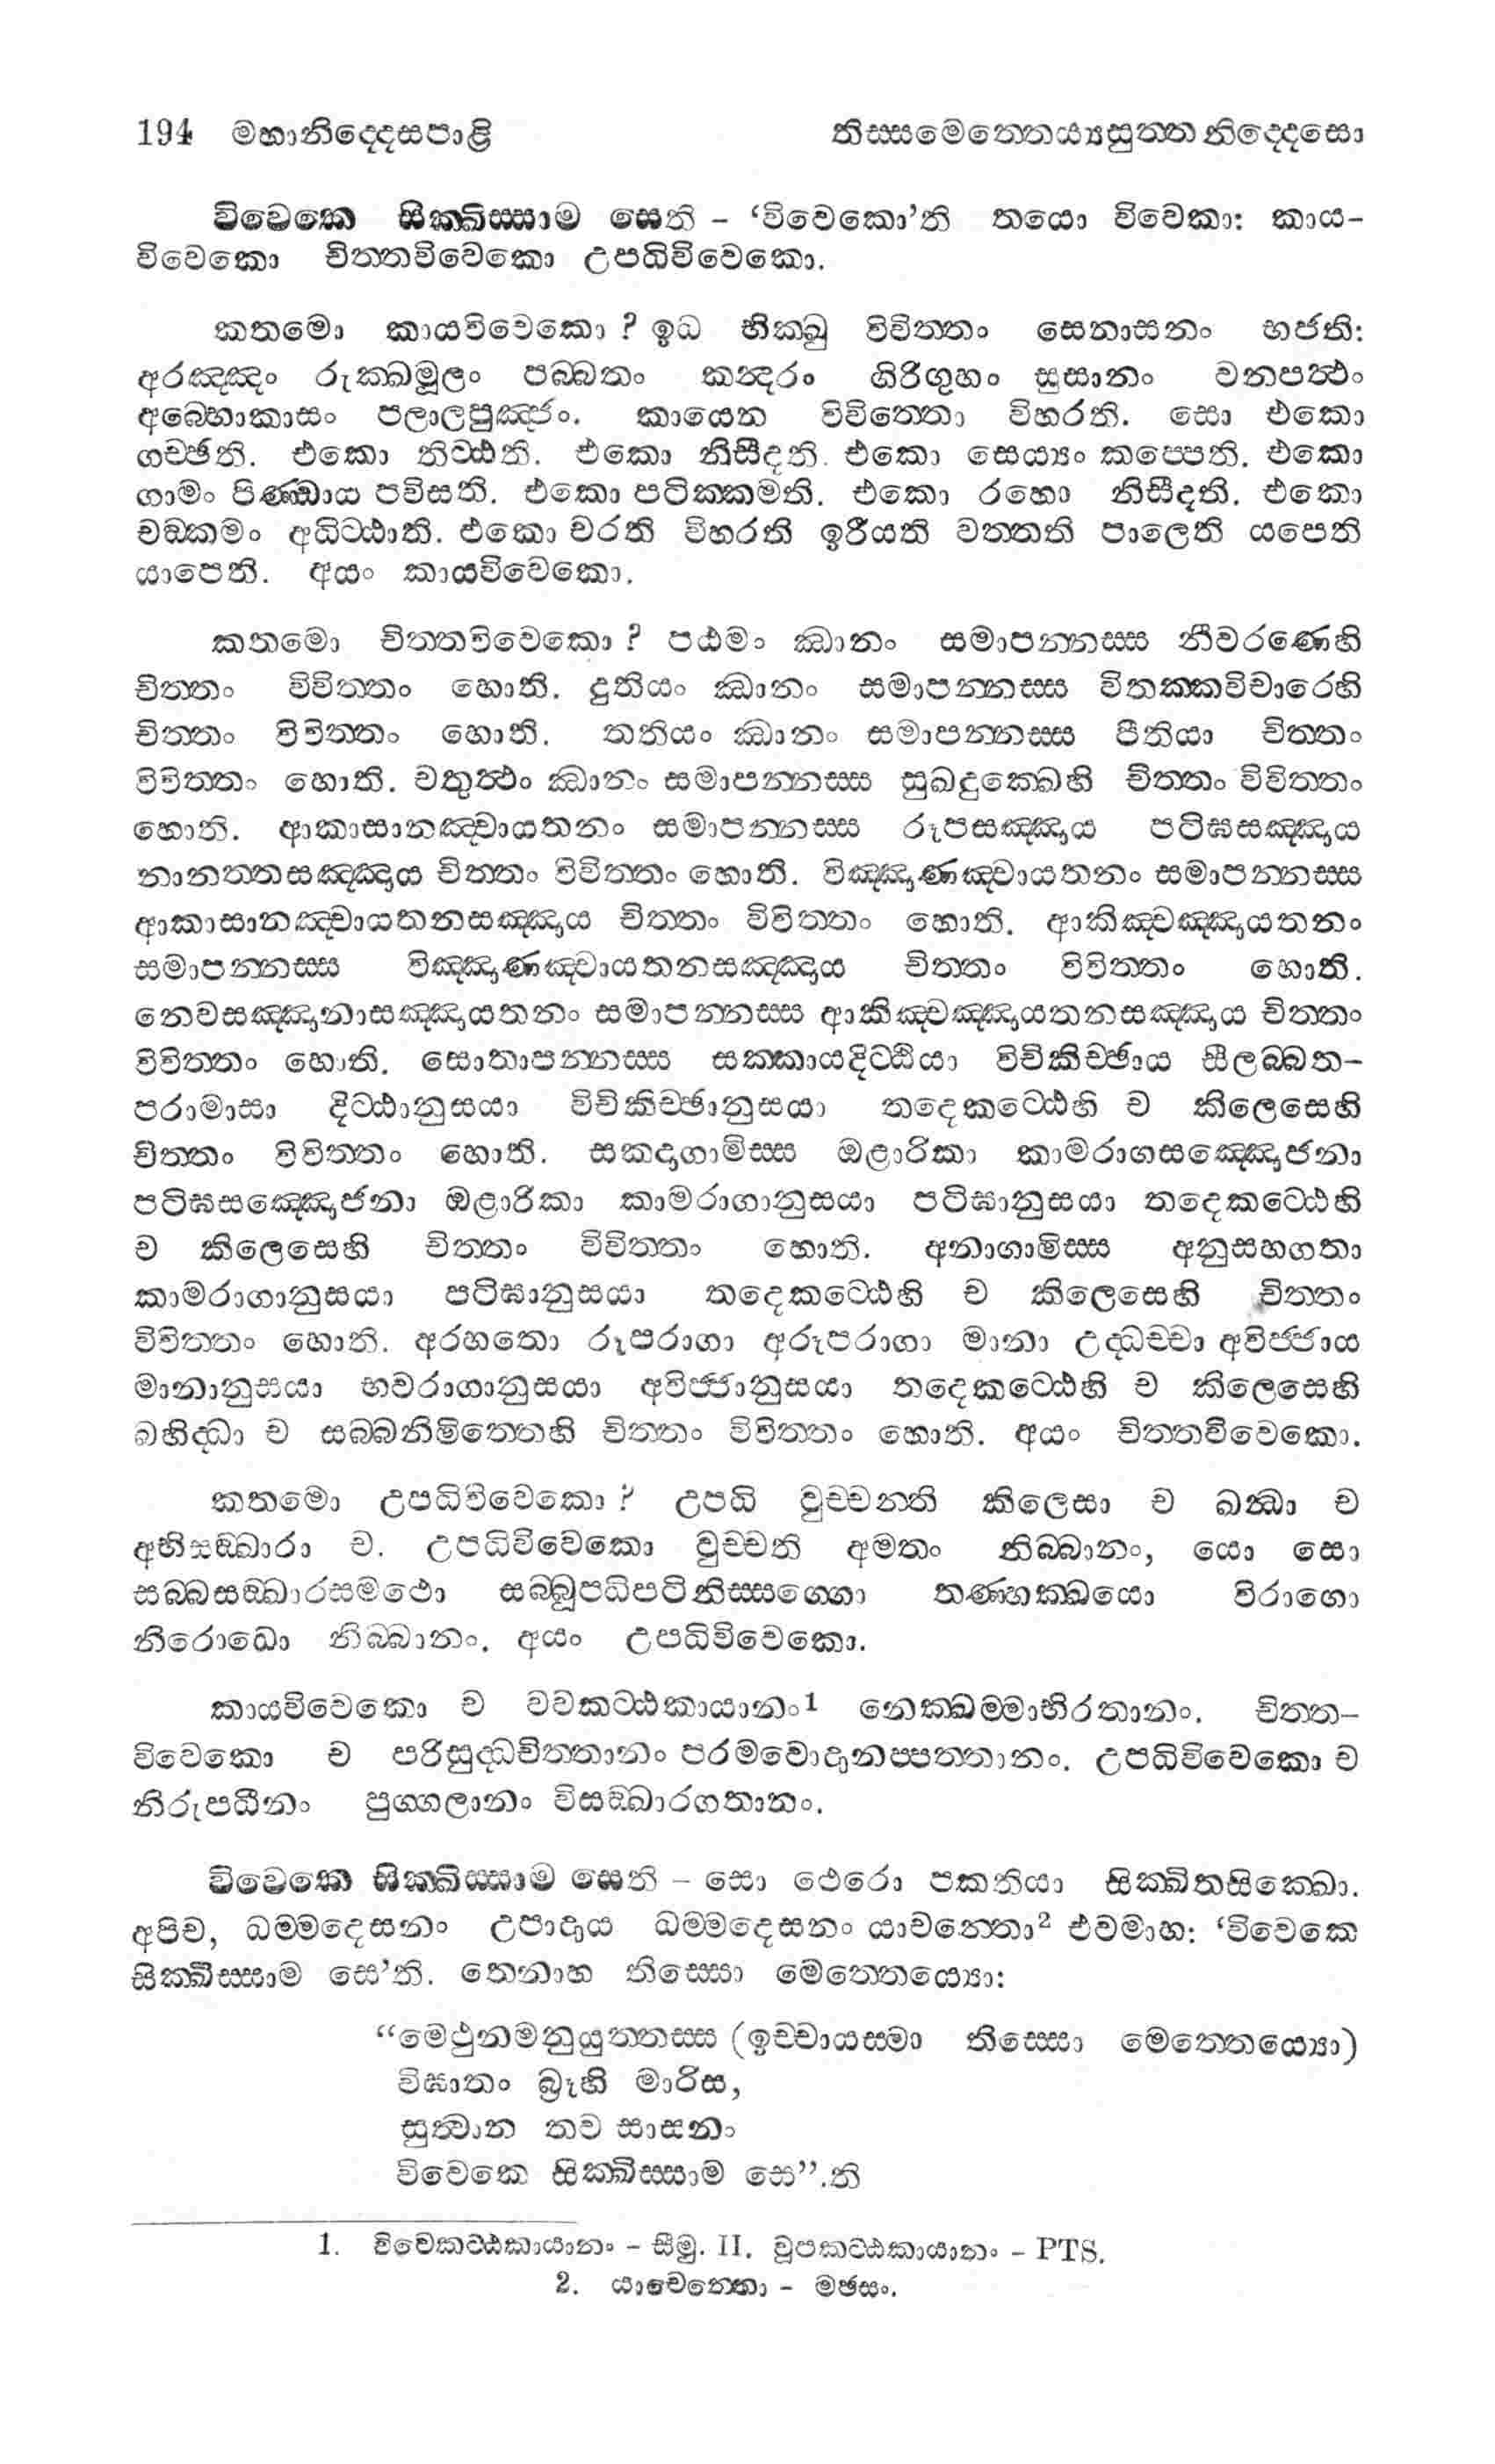 194 මහානිද්දෙසපාළි තිස්සමෙත්තෙය්‍යසුත්ත නිද්දෙසො
විවෙකෙ සික්ඛිස්සාම සෙති – ‘විවෙකො’ති තයො විවෙකා: කාය-
විවෙකො චිත්තවිවෙකො උපධිවිවෙකො.
කතමො කායවිවෙකො ? ඉධ භික්ඛු විවිත්තං සෙනාසනං භජති:
අරඤ්ඤං රුක්ඛමූලං පබ්බතං කන්දරං ගිරිගුහං සුසානං වනපත්ථං
අබ්භොකාසං පලාලපුඤ්ජං. කායෙන විවිත්තො විහරති. සො එකො
ගච්ඡති. එකො තිට්ඨති. එකො නිසීදති. එකො සෙය්‍යං කප්පෙති. එකො
ගාමං පිණ්ඩාය පවිසති. එකො පටික්කමති. එකො රහො නිසීදති. එකො
චඞ්කමං අධිට්ඨාති. එකො චරති විහරති ඉරීයති වත්තති පාලෙති යපෙති
යාපෙති. අයං කායවිවෙකො.
කතමො චිත්තවිවෙකො ? පඨමං ඣානං සමාපන්නස්ස නීවරණෙහි
චිත්තං විවිත්තං හොති. දුතියං ඣානං සමාපන්නස්ස විතක්කවිචාරෙහි
චිත්තං විවිත්තං හොති. තතියං ඣානං සමාපන්නස්ස පීතියා චිත්තං
විවිත්තං හොති. චතුත්ථං ඣානං සමාපන්නස්ස සුඛදුක්ඛෙහි චිත්තං විවිත්තං
හොති. ආකාසානඤ්චායතනං සමාපන්නස්ස රූපසඤ්ඤාය පටිඝසඤ්ඤාය
නානත්තසඤ්ඤාය චිත්තං විවිත්තං හොති. විඤ්ඤාණඤ්චායතනං සමාපන්නස්ස
ආකාසානඤ්චායතනසඤ්ඤාය චිත්තං විවිත්තං හොති. ආකිඤ්චඤ්ඤායතනං
සමාපන්නස්ස විඤ්ඤාණඤ්චායතනසඤ්ඤාය චිත්තං විවිත්තං හොති.
නෙවසඤ්ඤානාසඤ්ඤායතනං සමාපන්නස්ස ආකිඤ්චඤ්ඤායතනසඤ්ඤාය චිත්තං
විවිත්තං හොති. සොතාපන්නස්ස සක්කායදිට්ඨියා විචිකිච්ඡාය සීලබ්බත-
පරාමාසා දිට්ඨානුසයා විචිකිච්ඡානුසයා තදෙකට්ඨෙහි ච කිලෙසෙහි
චිත්තං විවිත්තං හොති. සකදාගාමිස්ස ඔළාරිකා කාමරාගසඤ්ඤොජනා
පටිඝසඤ්ඤොජනා ඔළාරිකා කාමරාගානුසයා පටිඝානුසයා තදෙකට්ඨෙහි
ච කිලෙසෙහි චිත්තං විවිත්තං හොති. අනාගාමිස්ස අනුසහගතා
කාමරාගානුසයා පටිඝානුසයා තදෙකට්ඨෙහි ච කිලෙසෙහි චිත්තං
විවිත්තං හොති. අරහතො රූපරාගා අරූපරාගා මානා උද්ධච්චා අවිජ්ජාය
මානානුසයා භවරාගානුසයා අවිජ්ජානුසයා තදෙකට්ඨෙහි ච කිලෙසෙහි
බහිද්ධා ච සබ්බනිමිත්තෙහි චිත්තං විවිත්තං හොති. අයං චිත්තවිවෙකො.
කතමො උපධිවිවෙකො ? උපධි වුච්චන්ති කිලෙසා ච ඛන්ධා ච
අභිසඞ්ඛාරා ච. උපධිවිවෙකො වුච්චති අමතං නිබ්බානං, යො සො
සබ්බසඞ්ඛාරසමථො සබ්බූපධිපටිනිස්සග්ගො තණ්හක්ඛයො විරාගො
නිරොධො නිබ්බානං. අයං උපධිවිවෙකො.
කායවිවෙකො ච වවකට්ඨකායානං¹ නෙක්ඛම්මාභිරතානං. චිත්ත-
විවෙකො ච පරිසුද්ධචිත්තානං පරමවොදානප්පත්තානං. උපධිවිවෙකො ච
නිරුපධීනං පුග්ගලානං විසඞ්ඛාරගතානං.
විවෙකෙ සික්ඛිස්සාම සෙති – සො ථෙරො පකතියා සික්ඛිතසික්ඛො.
අපිච, ධම්මදෙසනං උපාදාය ධම්මදෙසනං යාචන්තො² එවමාහ: ‘විවෙකෙ
සික්ඛිස්සාම සෙ’ති. තෙනාහ තිස්සො මෙත්තෙය්‍යො:
“මෙථුනමනුයුත්තස්ස (ඉච්චායස්මා තිස්සො මෙත්තෙය්‍යො)
විඝාතං බ්‍රූහි මාරිස,
සුත්වාන තව සාසනං
විවෙකෙ සික්ඛිස්සාම සෙ”.ති
1. විවෙකට්ඨකායානං – සීමු. II. වූපකට්ඨකායානං – PTS.
2. යාචෙන්තො – මඡසං.